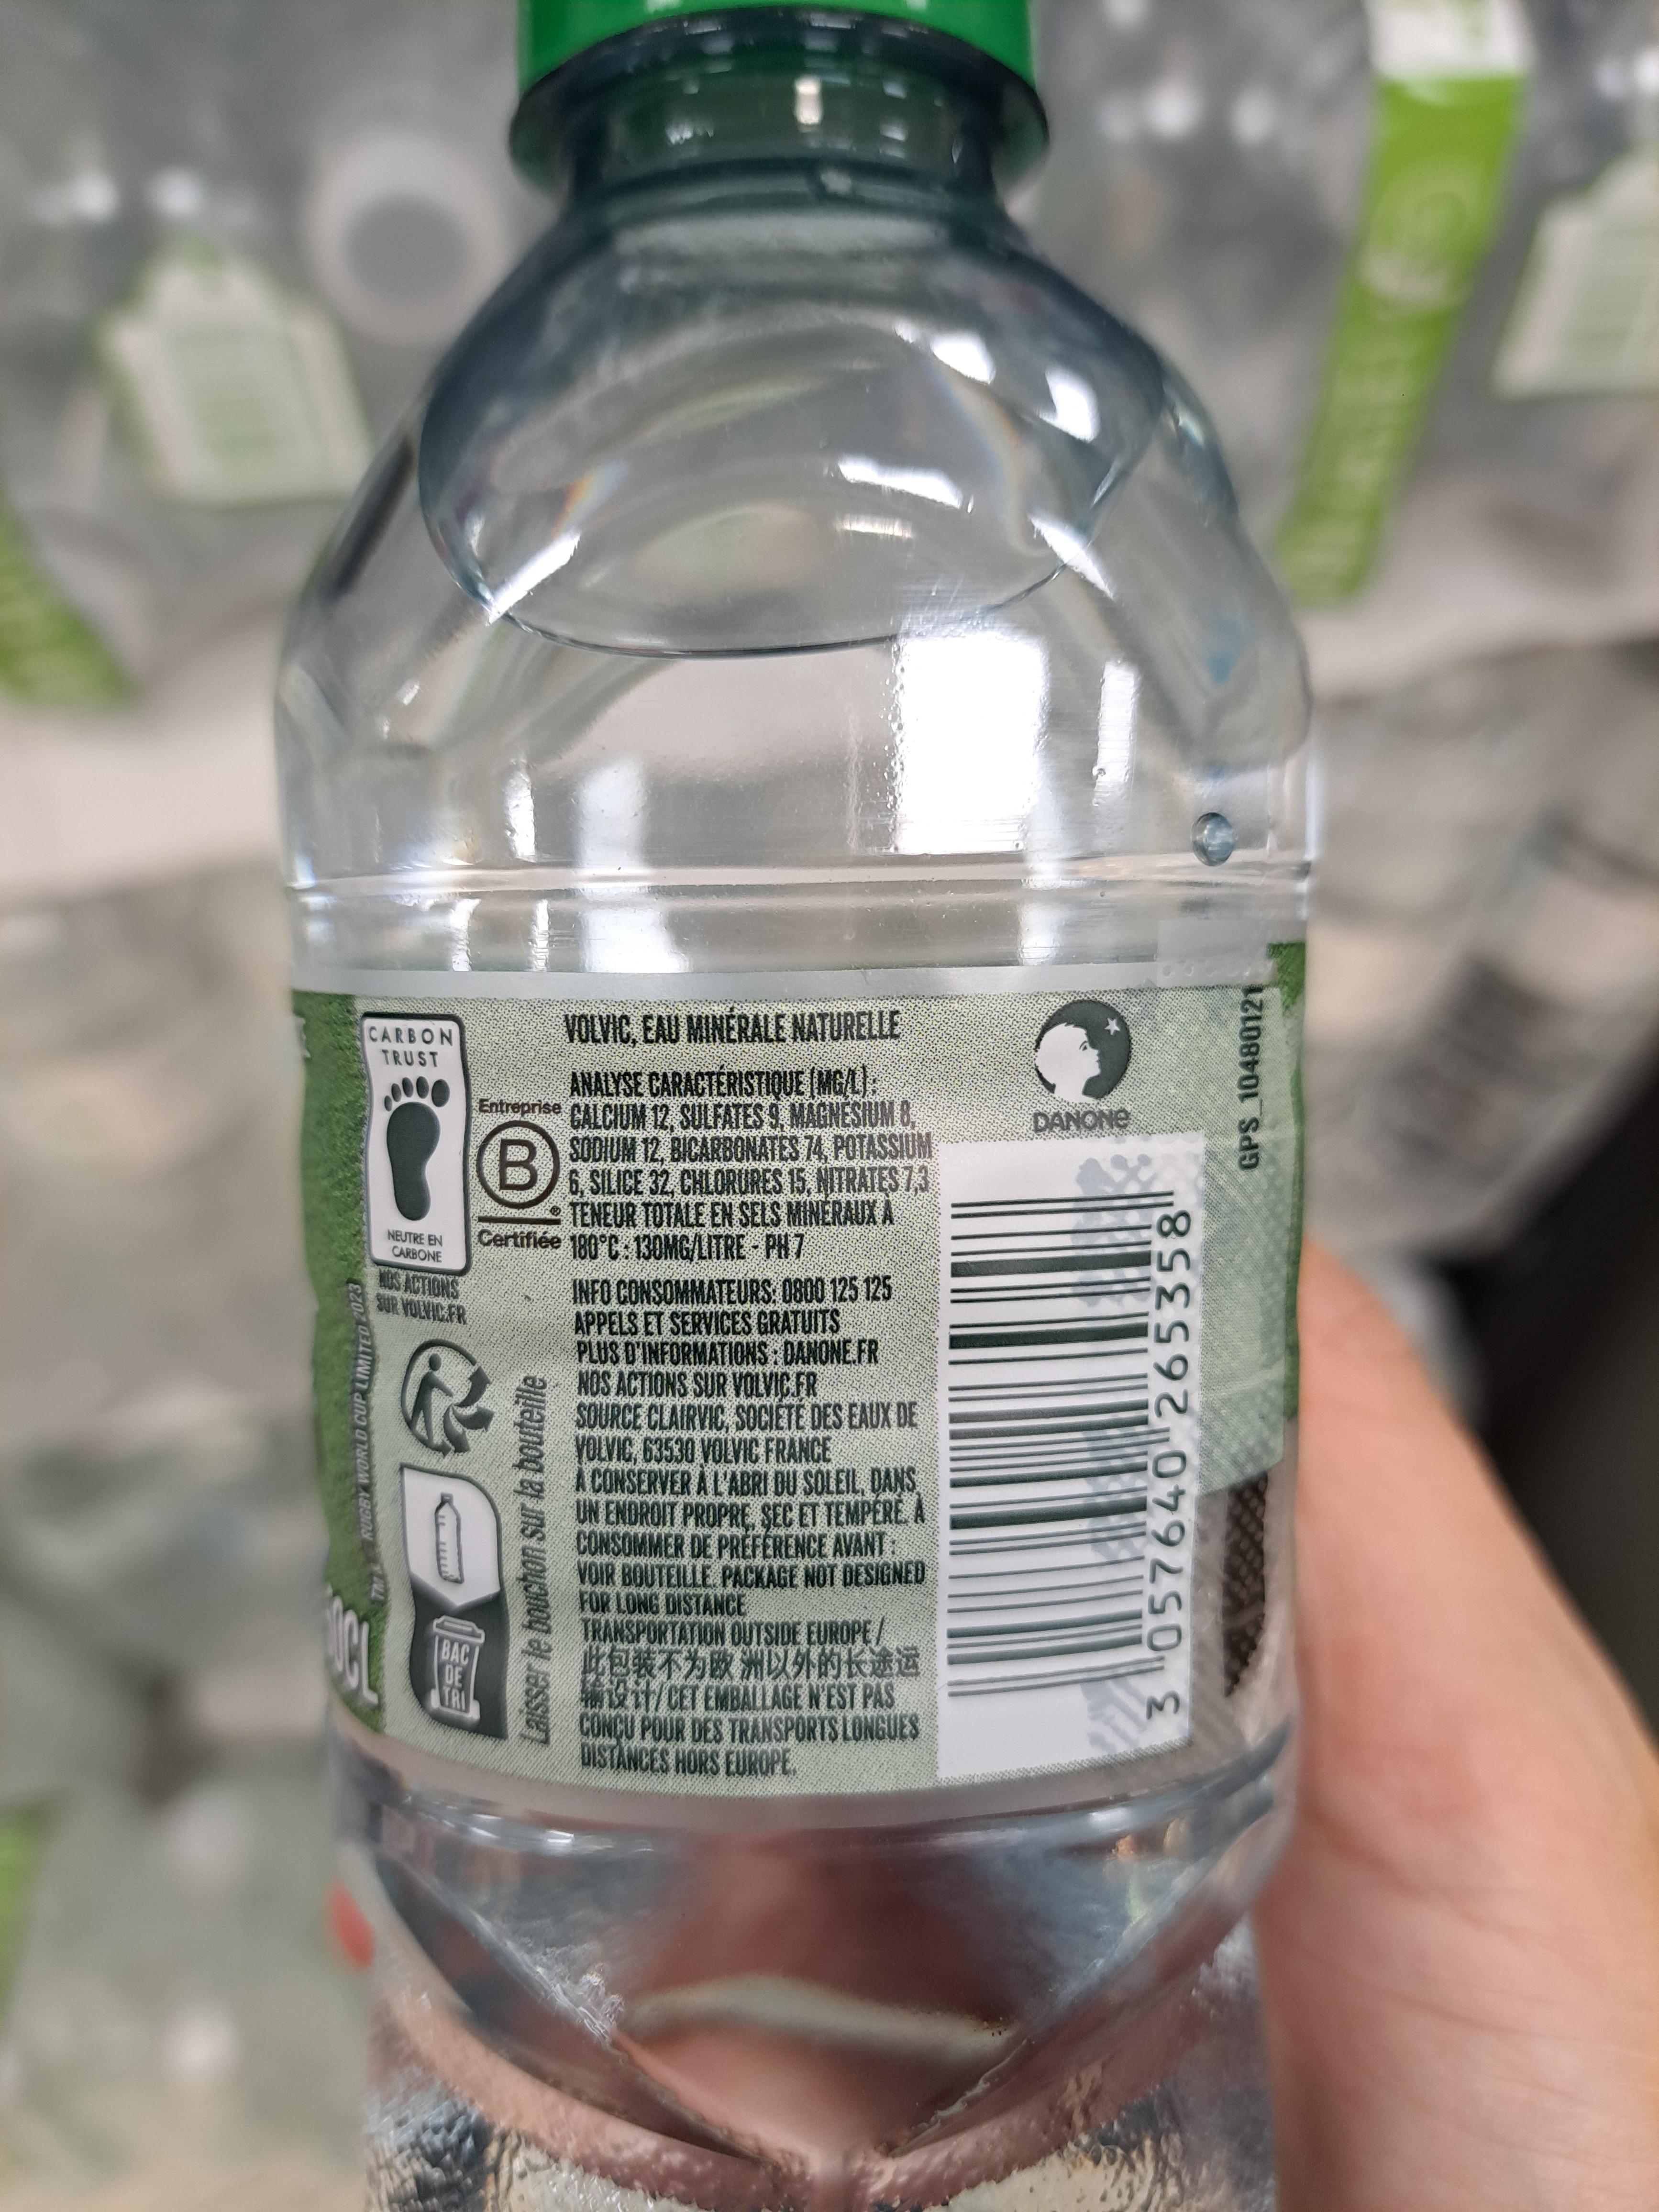 CARBON
TRUST
NEUTRE EN
CARBONE
NOS ACTIONS
SUR VOLVIC.FR
Entreprise
B
®
Certifiée
TM © RUGBY WORLD CUP LIMITED 2023
BAC
DE
TRI
Laisser le bouchon sur la bouteille
VOLVIC, EAU MINÉRALE NATURELLE
ANALYSE CARACTÉRISTIQUE (MG/L) :
CALCIUM 12, SULFATES 9, MAGNÉSIUM 8,
SODIUM 12, BICARBONATES 74, POTASSIUM
6, SILICE 32, CHLORURES 15, NITRATES 7,3
TENEUR TOTALE EN SELS MINÉRAUX À
180°C : 130MG/LITRE - PH 7
INFO CONSOMMATEURS: 0800 125 125
APPELS ET SERVICES GRATUITS
PLUS D'INFORMATIONS : DANONE.FR
NOS ACTIONS SUR VOLVIC.FR
SOURCE CLAIRVIC, SOCIÉTÉ DES EAUX DE
VOLVIC, 63530 VOLVIC FRANCE
À CONSERVER À L'ABRI DU SOLEIL, DANS
UN ENDROIT PROPRE, SEC ET TEMPÉRÉ. À
CONSOMMER DE PRÉFÉRENCE AVANT :
VOIR BOUTEILLE. PACKAGE NOT DESIGNED
FOR LONG DISTANCE
TRANSPORTATION OUTSIDE EUROPE /
此包装不为欧 洲以外的长途运
输设计/ CET EMBALLAGE N'EST PAS
CONÇU POUR DES TRANSPORTS LONGUES
DISTANCES HORS EUROPE.
DANONE
GPS_10480121
3 057640 265358